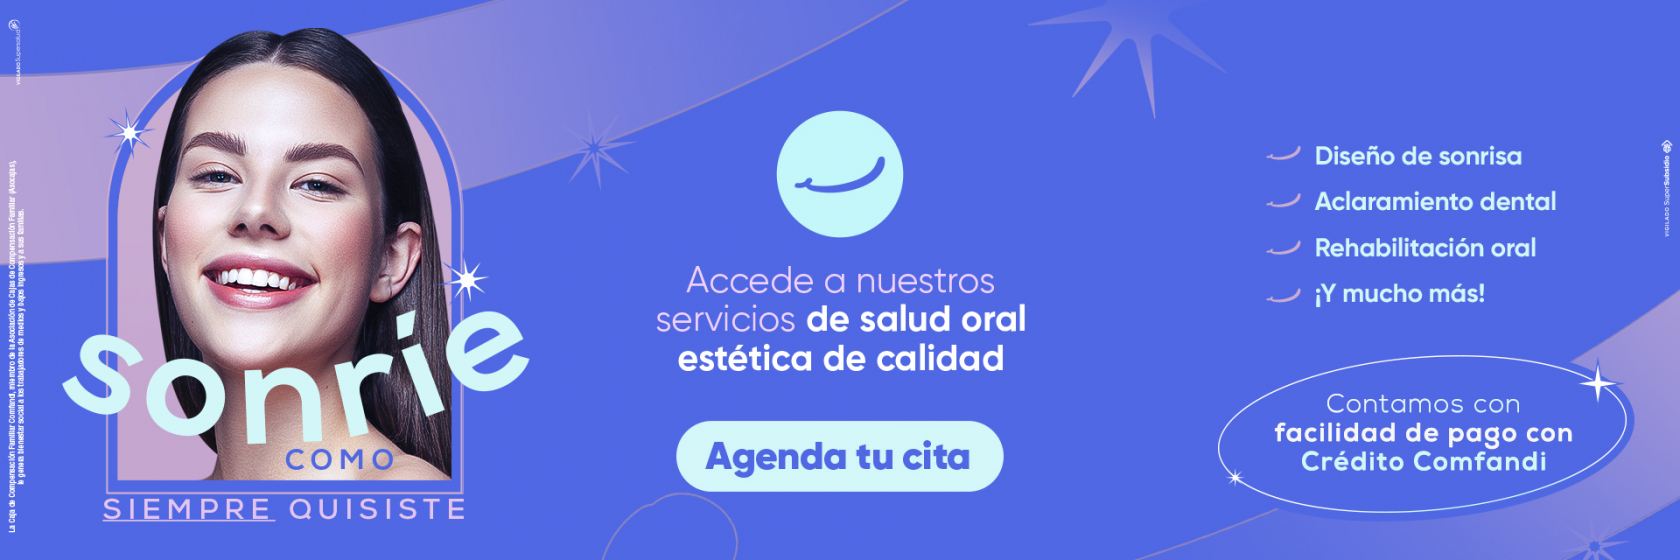 VIGILADO Supersalud
La Caja de Compensación Familiar Comfandi, miembro de la Asociación de Cajas de Compensación Familiar (Asocajas),
le genera bienestar social a los trabajadores de medios y bajos ingresos y a sus familias.
sonríe
COMO
SIEMPRE QUISISTE
Accede a nuestros
servicios de salud oral
estética de calidad
Agenda tu cita
Diseño de sonrisa
Aclaramiento dental
Rehabilitación oral
¡Y mucho más!
Contamos con
facilidad de pago con
Crédito Comfandi
VIGILADO SuperSubsidio